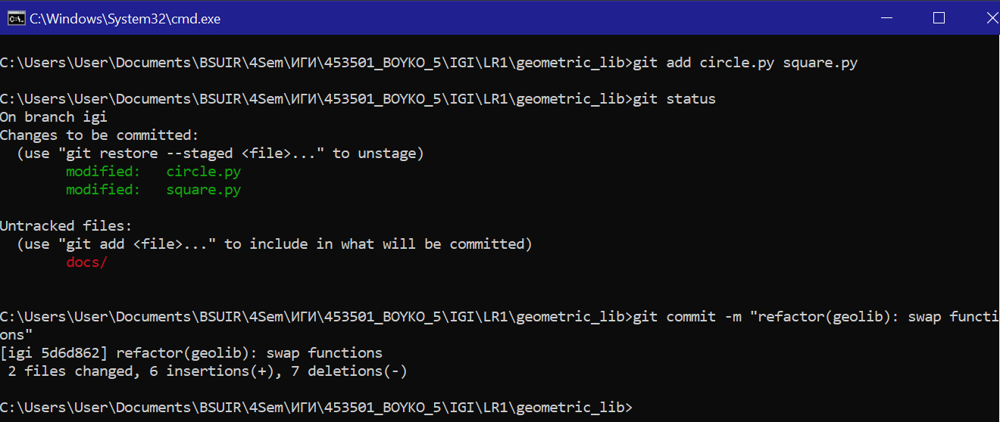 C:\Windows\System32\cmd.exe
C:\Users\User\Documents\BSUIR\4Sem\ИГИ\453501_BOYKO_5\IGI\LR1\geometric_lib>git add circle.py square.py
C:\Users\User\Documents\BSUIR\4Sem\ИГИ\453501_BOYKO_5\IGI\LR1\geometric_lib>git status
On branch igi
Changes to be committed:
  (use "git restore --staged <file>..." to unstage)
        modified:   circle.py
        modified:   square.py
Untracked files:
  (use "git add <file>..." to include in what will be committed)
        docs/
C:\Users\User\Documents\BSUIR\4Sem\ИГИ\453501_BOYKO_5\IGI\LR1\geometric_lib>git commit -m "refactor(geolib): swap functi
ons"
[igi 5d6d862] refactor(geolib): swap functions
 2 files changed, 6 insertions(+), 7 deletions(-)
C:\Users\User\Documents\BSUIR\4Sem\ИГИ\453501_BOYKO_5\IGI\LR1\geometric_lib>